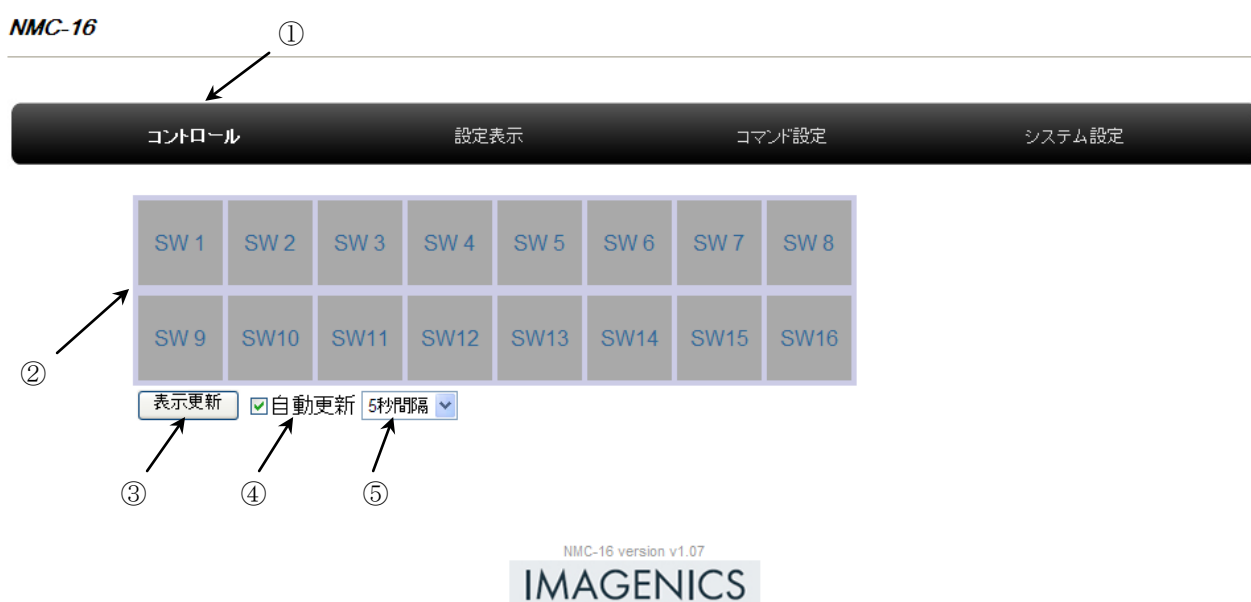 NMC-16
①
コントロール 設定表示 コマンド設定 システム設定
SW 1 SW 2 SW 3 SW 4 SW 5 SW 6 SW 7 SW 8
②
SW 9 SW10 SW11 SW12 SW13 SW14 SW15 SW16
表示更新 自動更新 5秒間隔
③ ④ ⑤
NMC-16 version v1.07
IMAGENICS